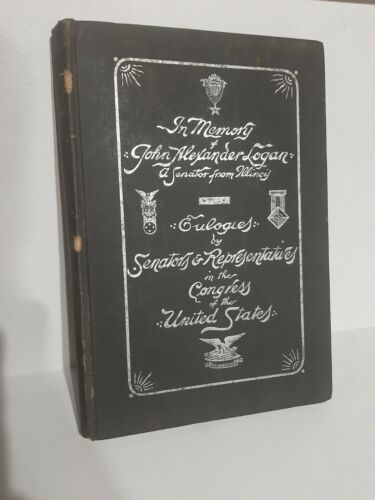 In Memory
of
John Alexander Logan
a Senator from Illinois
Eulogies
by
Senators & Representatives
in the
Congress
of the
United States